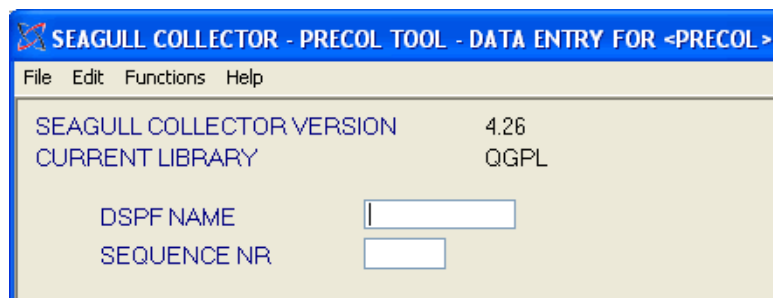 SEAGULL COLLECTOR - PRECOL TOOL - DATA ENTRY FOR <PRECOL>
File Edit Functions Help
SEAGULL COLLECTOR VERSION 4.26
CURRENT LIBRARY QGPL
DSPF NAME
SEQUENCE NR